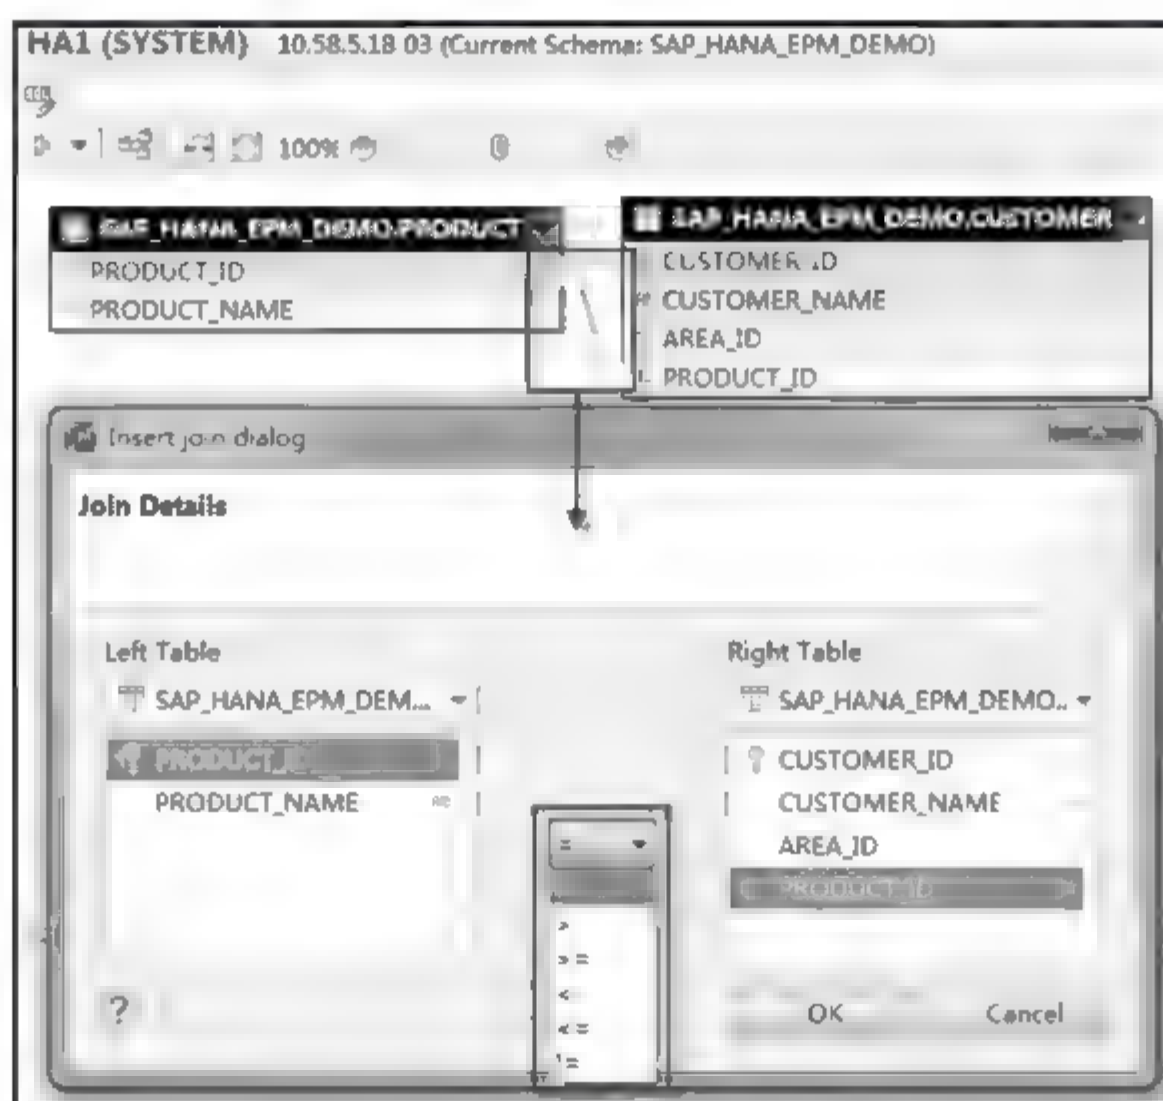 HA1 (SYSTEM) 10.58.5.18 03 (Current Schema: SAP_HANA_EPM_DEMO)
100%
SAP_HANA_EPM_DEMO.PRODUCT
SAP_HANA_EPM_DEMO.CUSTOMER
PRODUCT_ID
PRODUCT_NAME
CUSTOMER_ID
CUSTOMER_NAME
AREA_ID
PRODUCT_ID
Insert join dialog
Join Details
Left Table
SAP_HANA_EPM_DEM...
PRODUCT_ID
PRODUCT_NAME
=
>
>=
<
<=
!=
Right Table
SAP_HANA_EPM_DEMO..
CUSTOMER_ID
CUSTOMER_NAME
AREA_ID
PRODUCT_ID
?
OK
Cancel